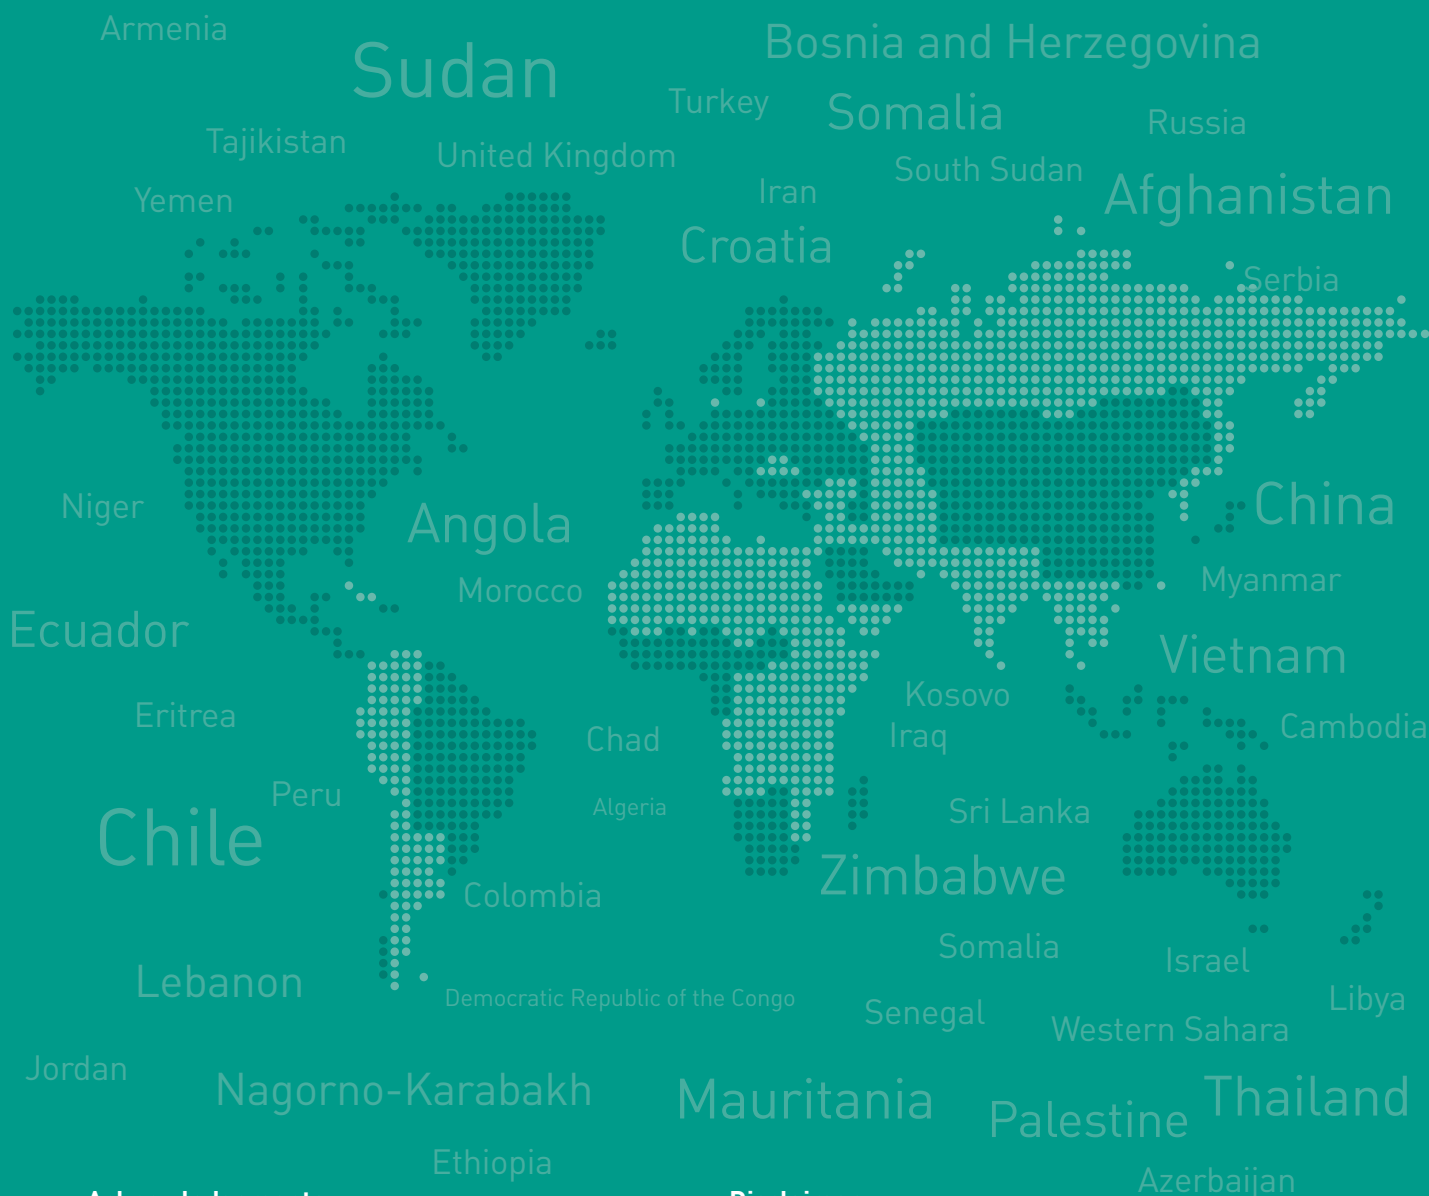 Armenia
Bosnia and Herzegovina
Sudan
Turkey
Somalia
Russia
Tajikistan
United Kingdom
South Sudan
Yemen
Iran
Afghanistan
Croatia
Serbia
Niger
Angola
China
Morocco
Myanmar
Ecuador
Vietnam
Kosovo
Eritrea
Cambodia
Chad
Iraq
Peru
Algeria
Sri Lanka
Chile
Zimbabwe
Colombia
Somalia
Israel
Lebanon
Democratic Republic of the Congo
Libya
Senegal
Western Sahara
Jordan
Nagorno-Karabakh
Mauritania
Thailand
Palestine
Ethiopia
Azerbaijan